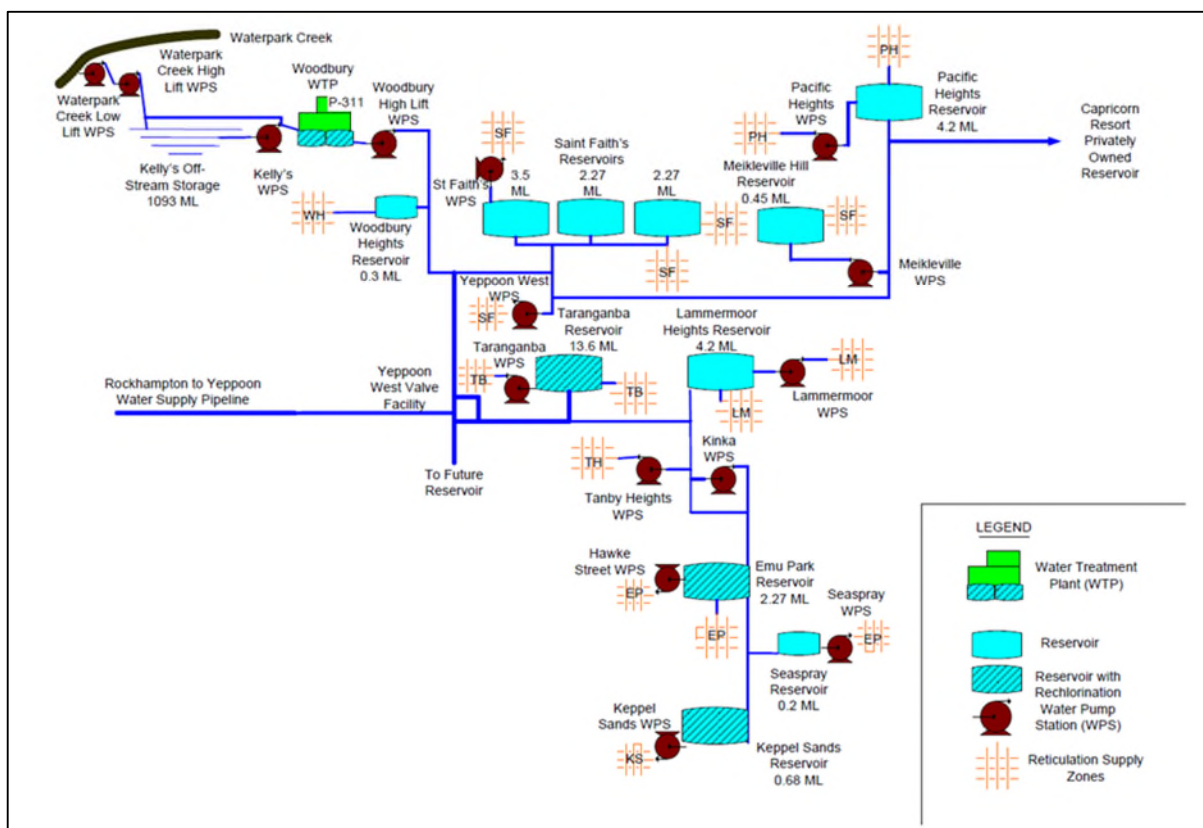 Waterpark Creek
Waterpark
Creek High
Lift WPS
Waterpark
Creek Low
Lift WPS
Woodbury
WTP
P-311
Woodbury
High Lift
WPS
Kelly's Off-
Stream Storage
1093 ML
Kelly's
WPS
WH
Woodbury
Heights
Reservoir
0.3 ML
SF
St Faith's
WPS
Saint Faith's
Reservoirs
3.5
ML
2.27
ML
2.27
ML
SF
SF
Meikleville Hill
Reservoir
0.45 ML
SF
Meikleville
WPS
PH
Pacific
Heights
WPS
PH
Pacific
Heights
Reservoir
4.2 ML
Capricorn
Resort
Privately
Owned
Reservoir
Yeppoon West
WPS
SF
Taranganba
Reservoir
13.6 ML
Taranganba
WPS
TB
TB
Lammermoor
Heights Reservoir
4.2 ML
LM
LM
Lammermoor
WPS
Rockhampton to Yeppoon
Water Supply Pipeline
Yeppoon
West Valve
Facility
To Future
Reservoir
TH
Tanby Heights
WPS
Kinka
WPS
Hawke
Street WPS
EP
Emu Park
Reservoir
2.27 ML
EP
Seaspray
WPS
EP
Seaspray
Reservoir
0.2 ML
Keppel
Sands WPS
KS
Keppel Sands
Reservoir
0.68 ML
LEGEND
Water Treatment
Plant (WTP)
Reservoir
Reservoir with
Rechlorination
Water Pump
Station (WPS)
Reticulation Supply
Zones